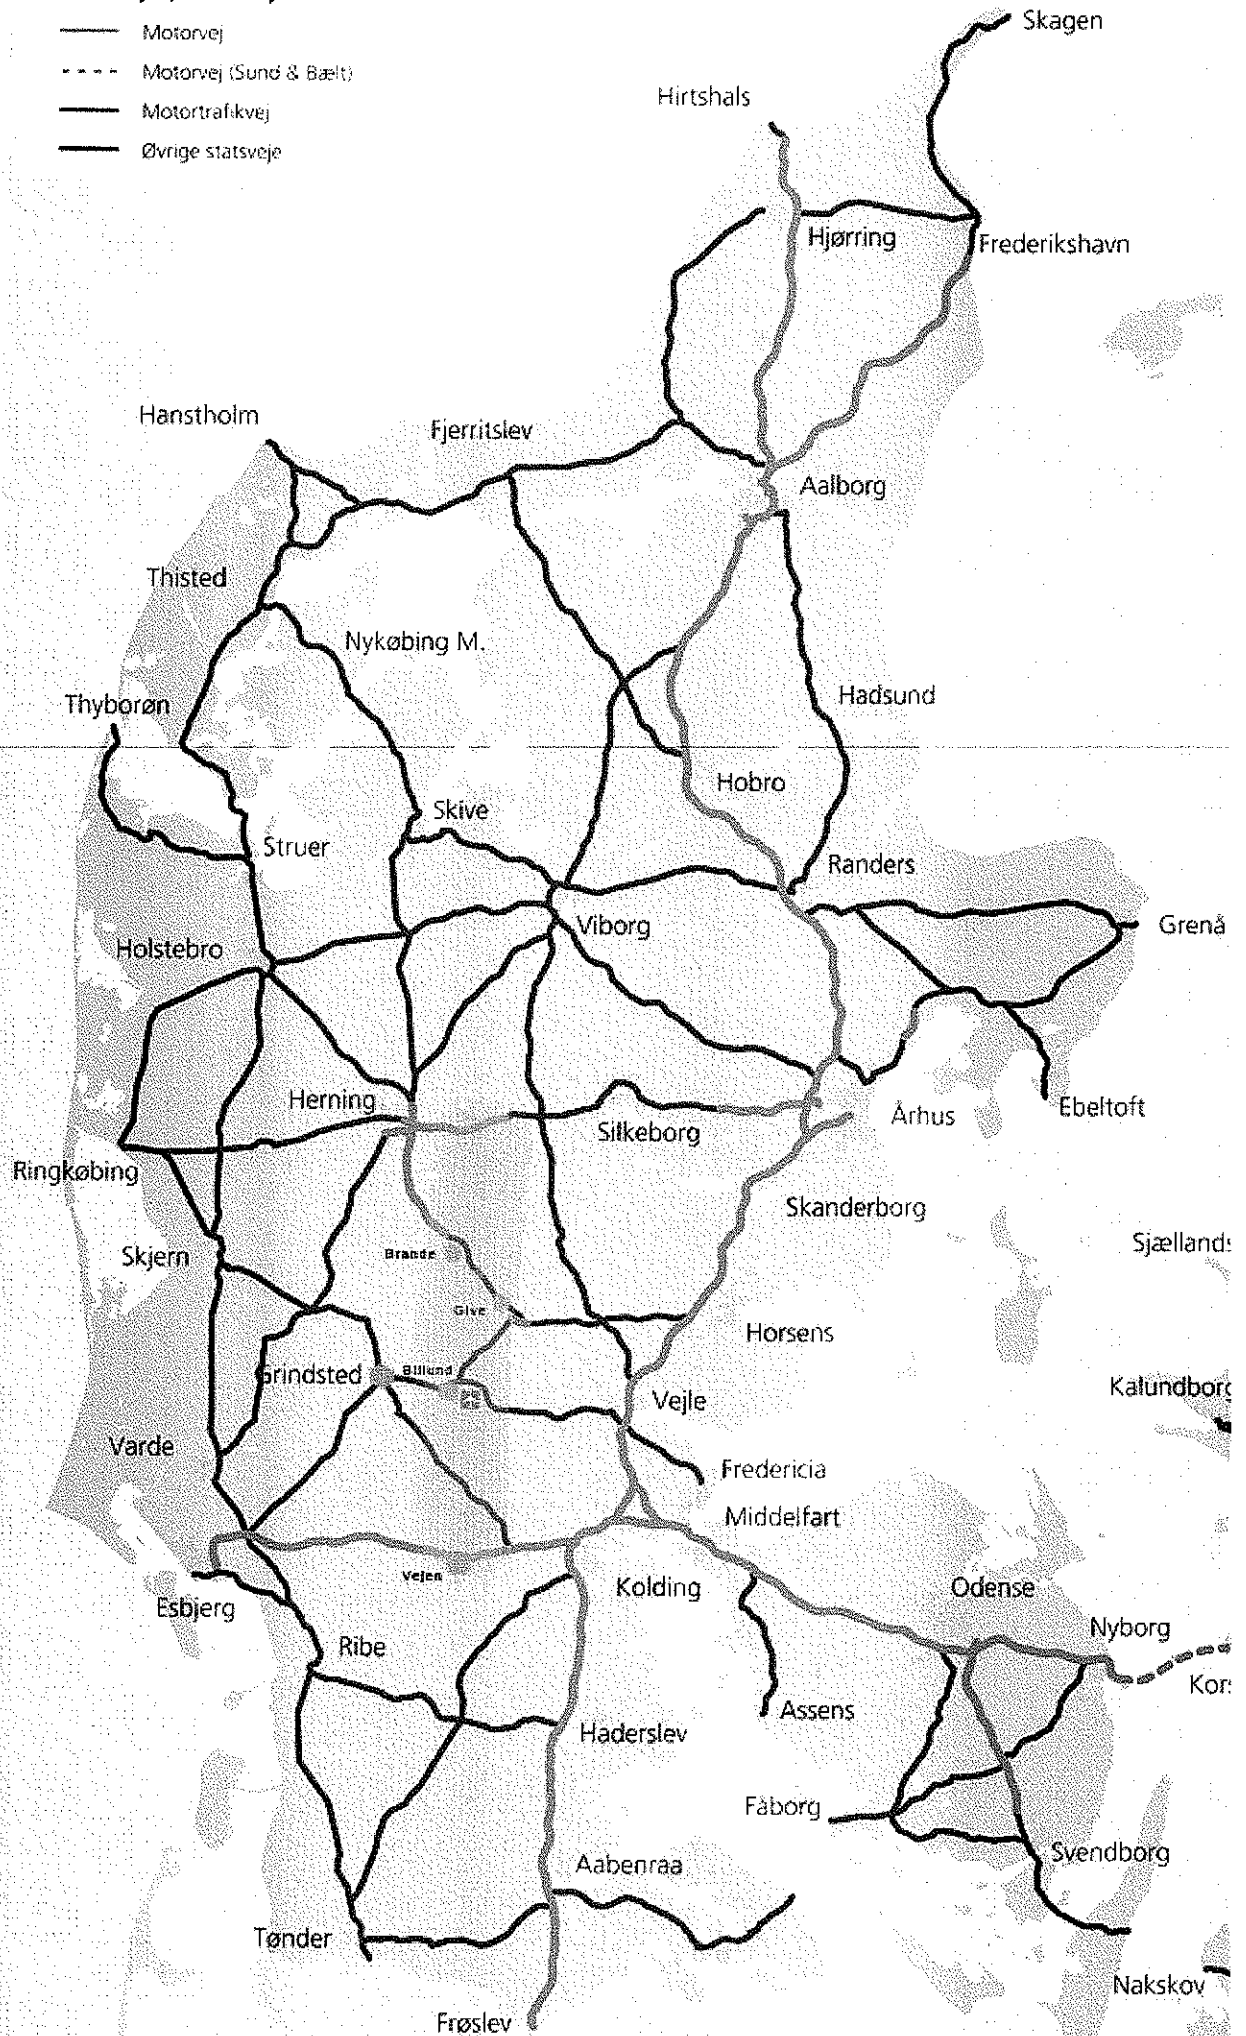 Motorvej
Motorvej (Sund & Bælt)
Motortrafikvej
Øvrige statsveje
Skagen
Hirtshals
Hjørring
Frederikshavn
Hanstholm
Fjerritslev
Aalborg
Thisted
Nykøbing M.
Thyborøn
Hadsund
Hobro
Skive
Struer
Randers
Viborg
Grenå
Holstebro
Herning
Ebeltoft
Århus
Silkeborg
Ringkøbing
Skanderborg
Skjern
Brande
Sjællands
Give
Horsens
Grindsted
Billund
Kalundborg
Vejle
Varde
Fredericia
Middelfart
Vejen
Kolding
Odense
Esbjerg
Nyborg
Ribe
Kors
Assens
Haderslev
Fåborg
Svendborg
Aabenraa
Tønder
Nakskov
Frøslev